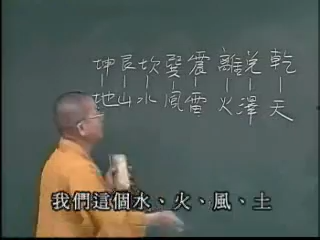 坤艮坎巽震離兌乾
地山水風雷火澤天
我們這個水、火、風、土